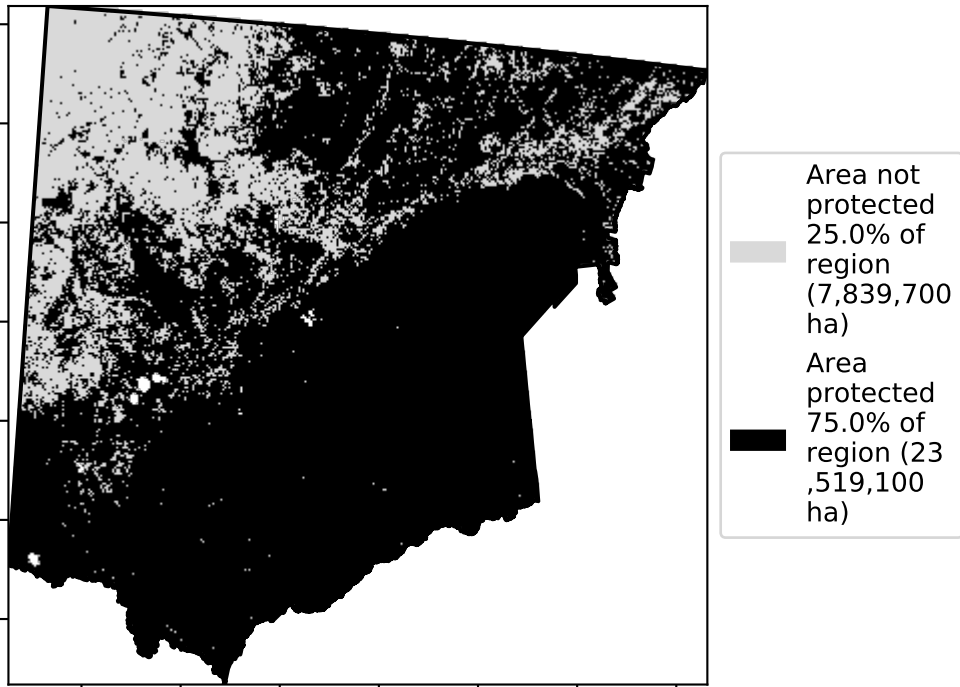 Area not
protected
25.0% of
region
(7,839,700
ha)
Area
protected
75.0% of
region (23
,519,100
ha)